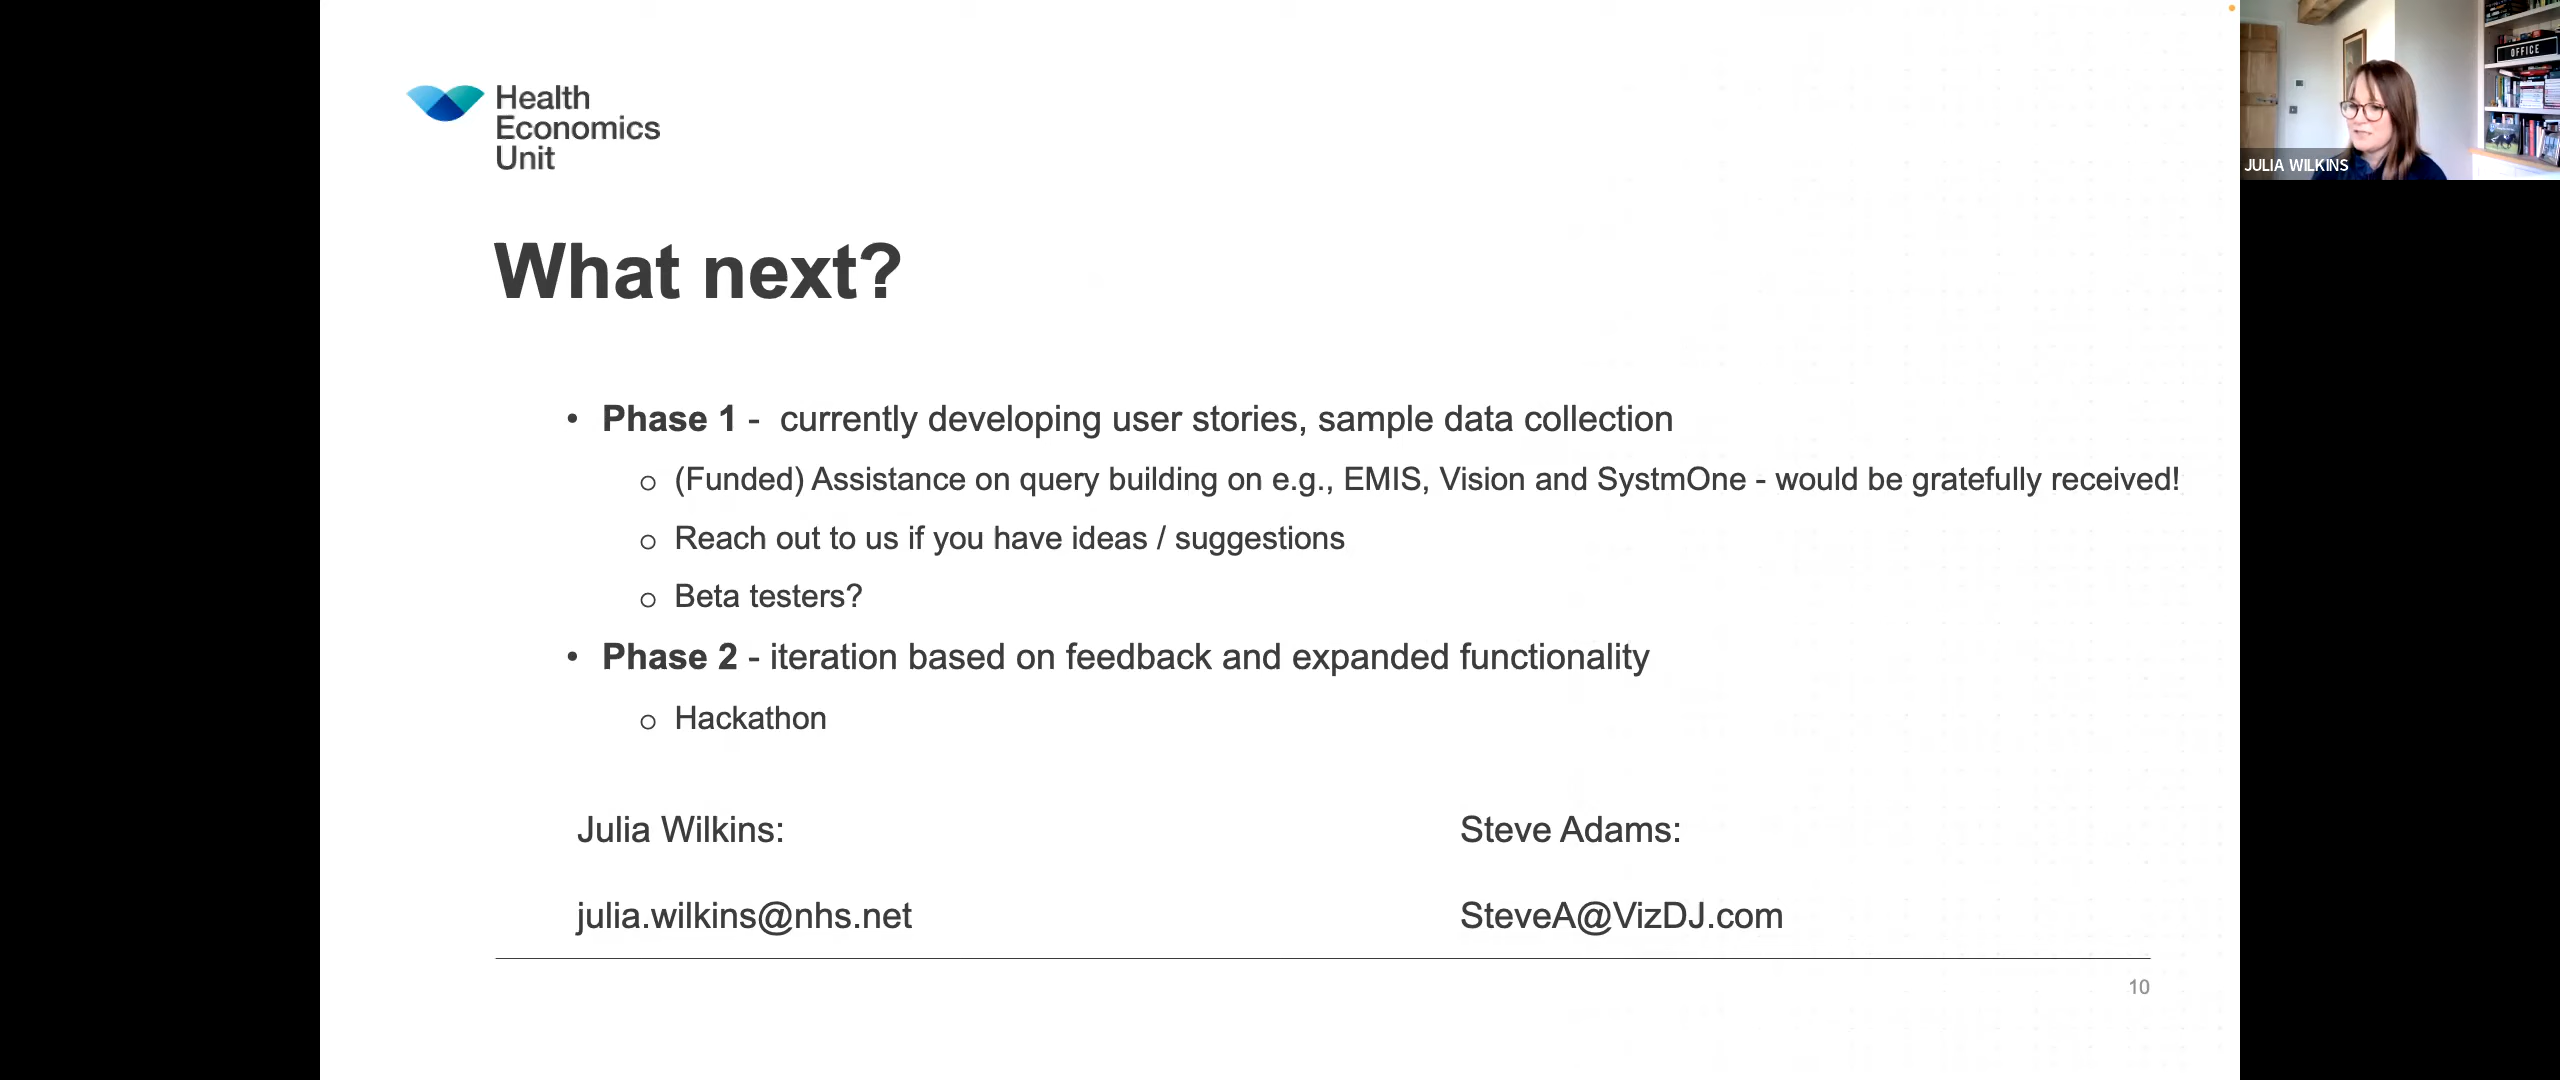 Health
Economics
Unit
OFFICE
JULIA WILKINS
What next?
• Phase 1 - currently developing user stories, sample data collection
o (Funded) Assistance on query building on e.g., EMIS, Vision and SystmOne - would be gratefully received!
o Reach out to us if you have ideas / suggestions
o Beta testers?
• Phase 2 - iteration based on feedback and expanded functionality
o Hackathon
Julia Wilkins:
Steve Adams:
julia.wilkins@nhs.net
SteveA@VizDJ.com
10